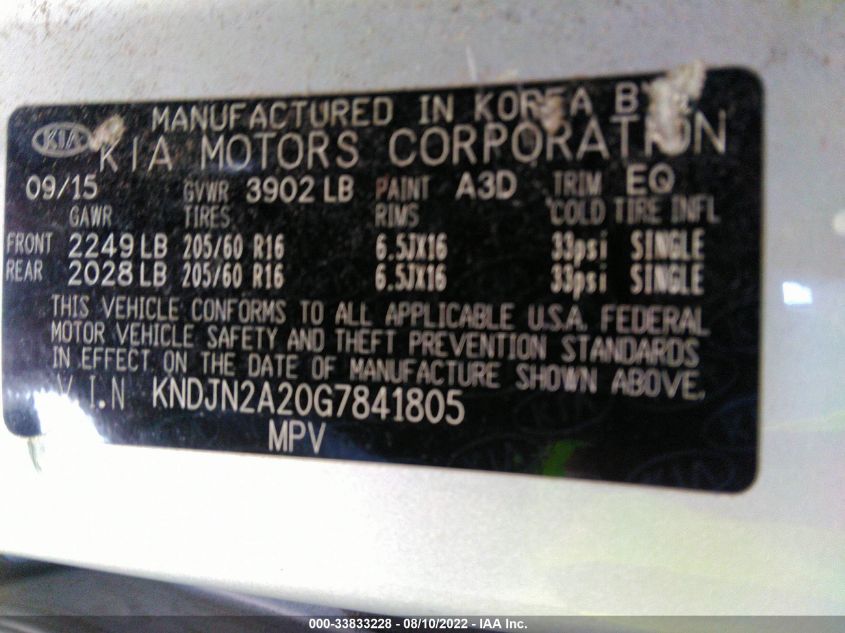 MANUFACTURED IN KOREA BY
KIA KIA MOTORS CORPORATION
09/15 GVWR 3902 LB PAINT A3D TRIM EQ
GAWR TIRES RIMS COLD TIRE INFL
FRONT 2249 LB 205/60 R16 6.5JX16 33psi SINGLE
REAR 2028 LB 205/60 R16 6.5JX16 33psi SINGLE
THIS VEHICLE CONFORMS TO ALL APPLICABLE U.S.A. FEDERAL
MOTOR VEHICLE SAFETY AND THEFT PREVENTION STANDARDS
IN EFFECT ON THE DATE OF MANUFACTURE SHOWN ABOVE.
V.I.N KNDJN2A20G7841805
MPV
000-33833228 - 08/10/2022 - IAA Inc.